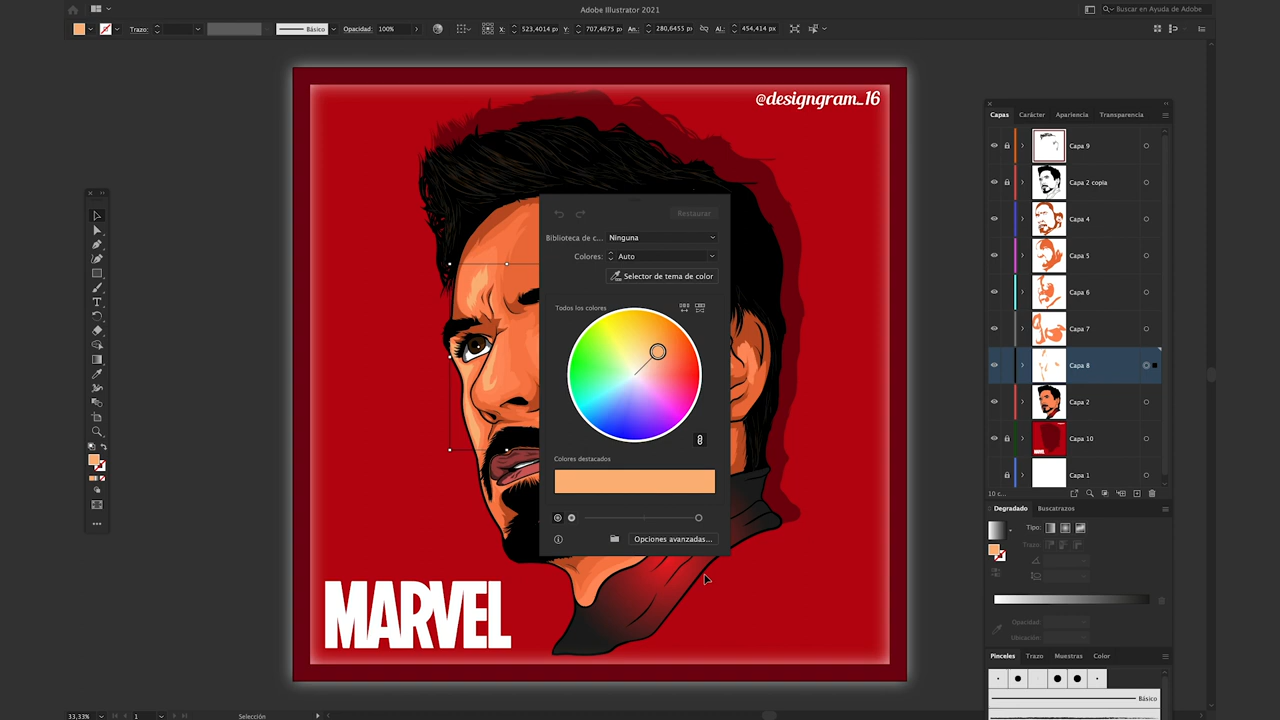 Adobe Illustrator 2021
Buscar en Ayuda de Adobe
Trazo:
Básico
Opacidad: 100%
X: 523,4014 p
Y: 707,4675 p
An.: 280,6455 p
Al.: 454,414 px
@designgram_16
MARVEL
Restaurar
Biblioteca de c... Ninguna
Colores: Auto
Selector de tema de color
Todos los colores
Colores destacados
Opciones avanzadas...
Capas Carácter Apariencia Transparencia
Capa 9
Capa 2 copia
Capa 4
Capa 5
Capa 6
Capa 7
Capa 8
Capa 2
Capa 10
Capa 1
10 c...
Degradado Buscatrazos
Tipo:
Trazo:
Opacidad:
Ubicación:
Pinceles Trazo Muestras Color
Básico
33,33% 1 Selección